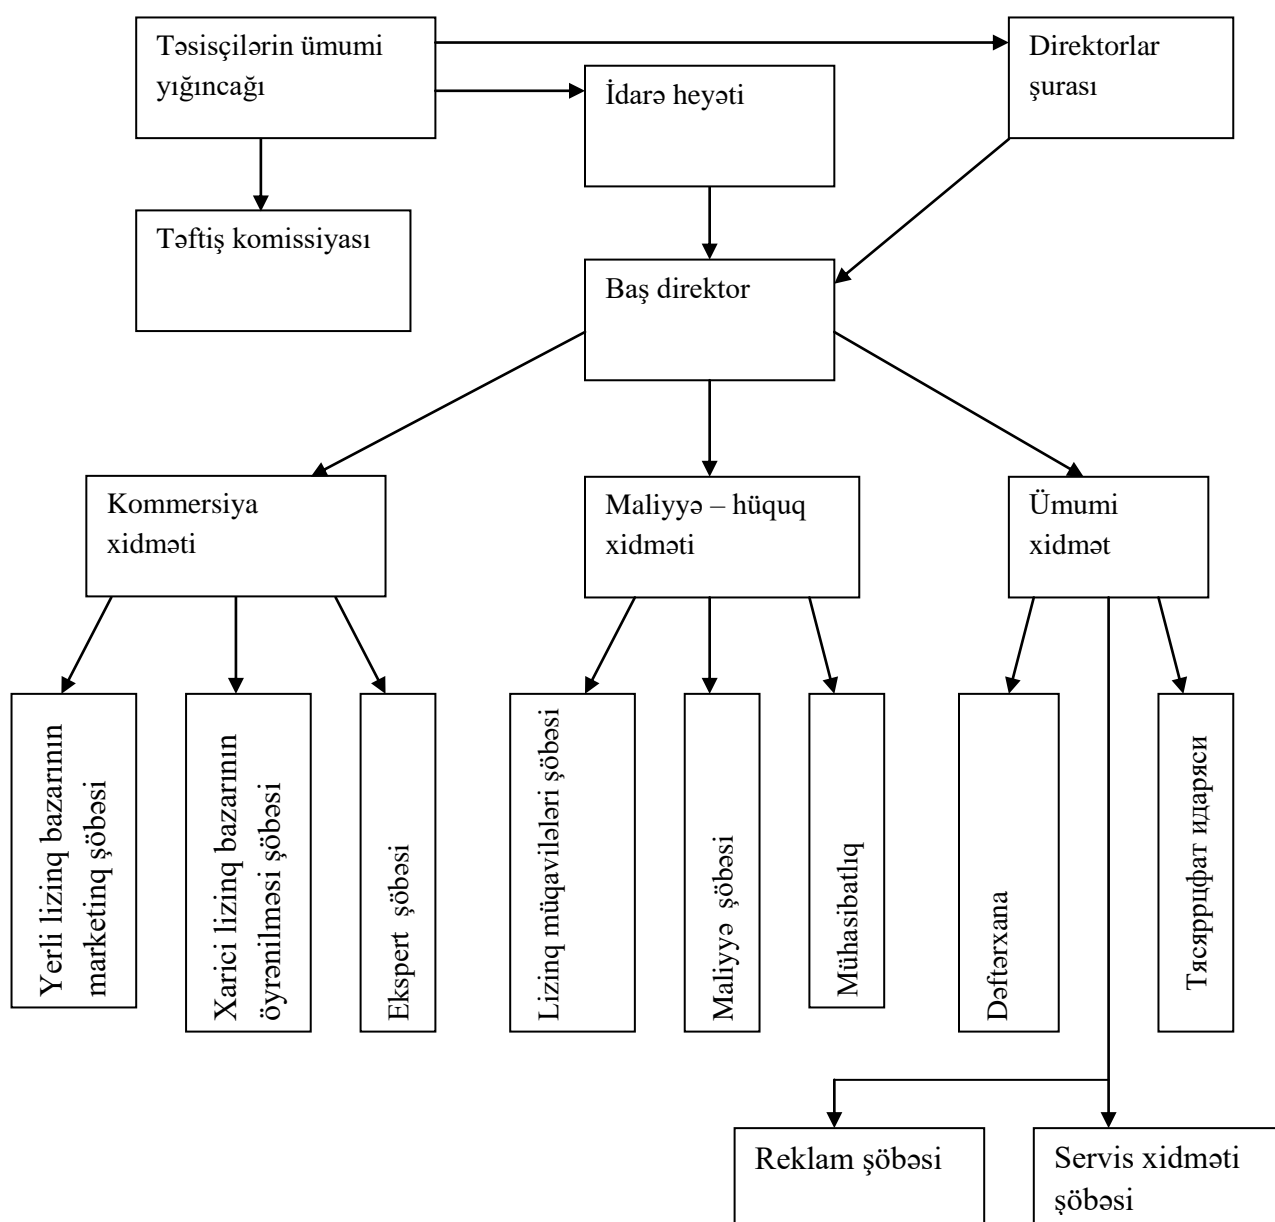 Təsisçilərin ümumi
yığıncağı
İdarə heyəti
Direktorlar
şurası
Təftiş komissiyası
Baş direktor
Kommersiya
xidməti
Maliyyə – hüquq
xidməti
Ümumi
xidmət
Yerli lizinq bazarının
marketinq şöbəsi
Xarici lizinq bazarının
öyrənilməsi şöbəsi
Ekspert şöbəsi
Lizinq müqavilələri şöbəsi
Maliyyə şöbəsi
Mühasibatlıq
Dəftərxana
Тясяррцфат идаряси
Reklam şöbəsi
Servis xidməti
şöbəsi